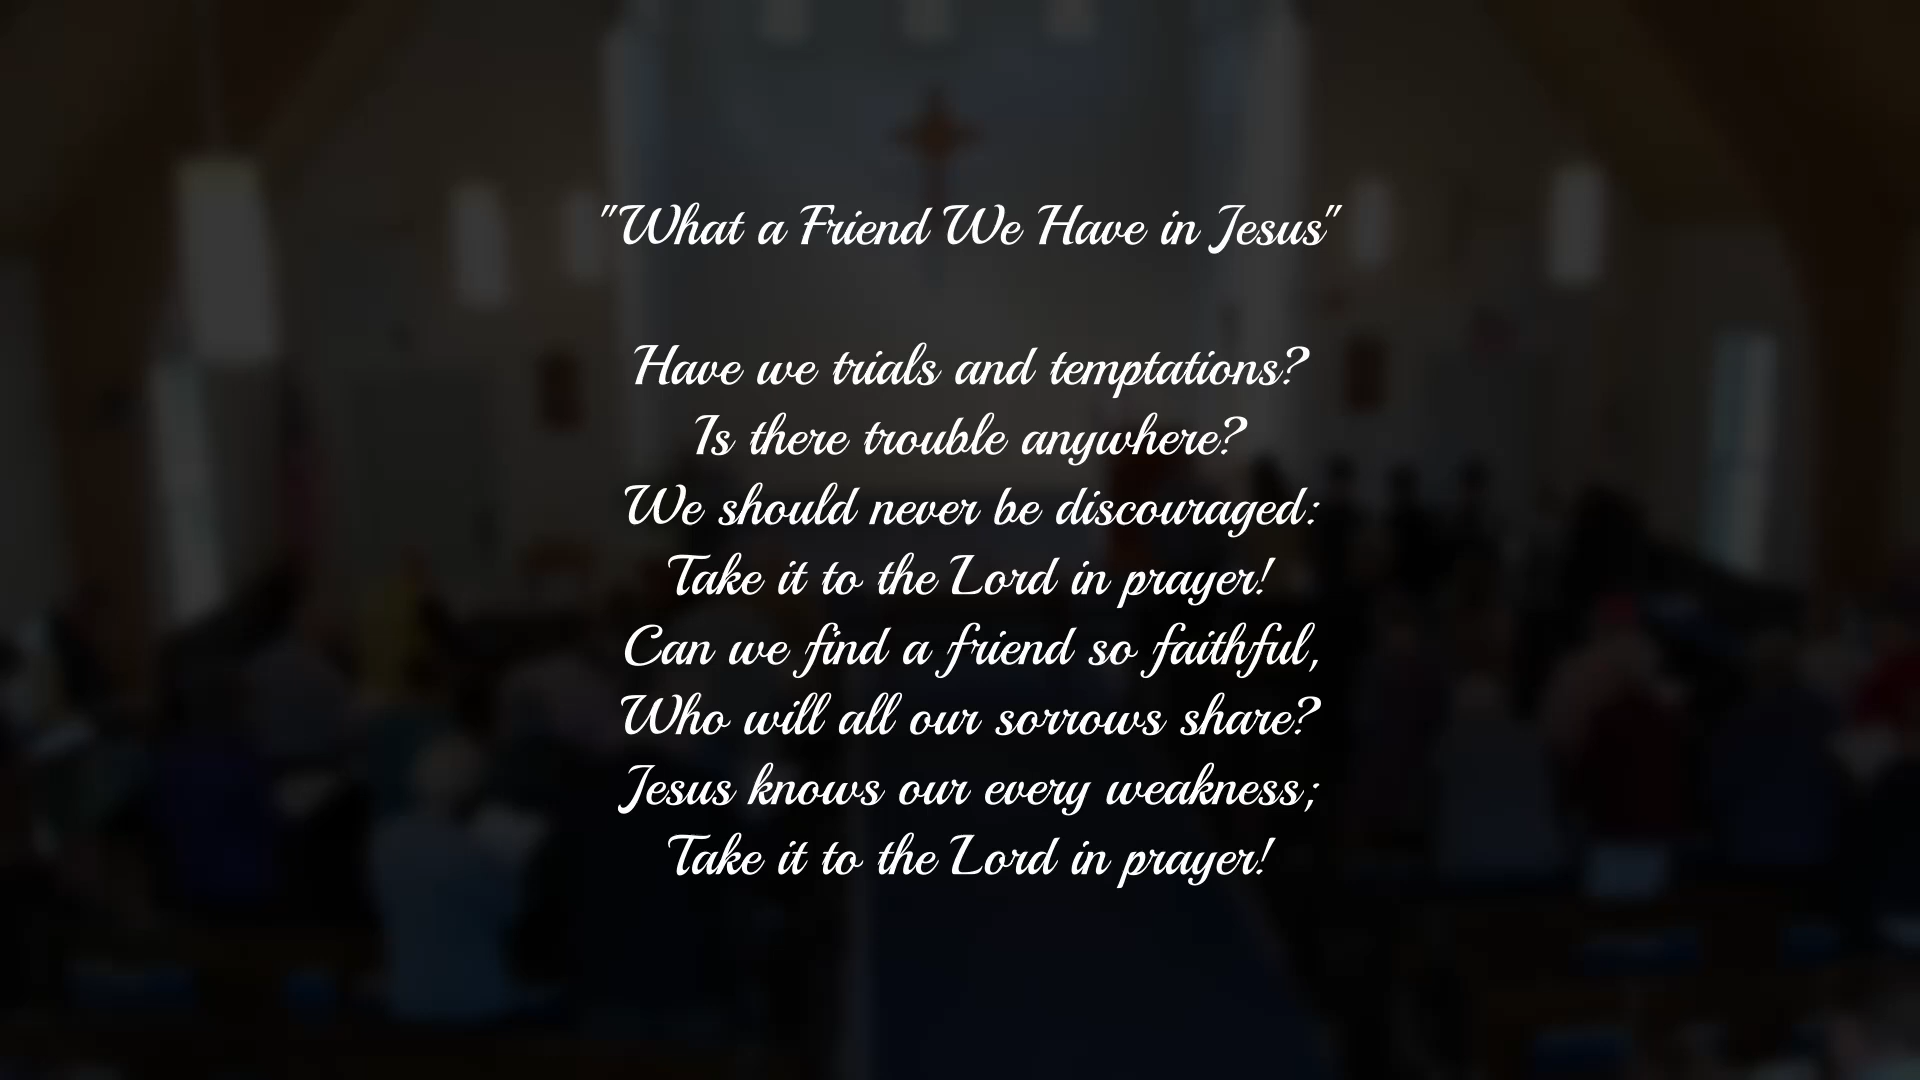 "What a Friend We Have in Jesus"
Have we trials and temptations?
Is there trouble anywhere?
We should never be discouraged:
Take it to the Lord in prayer!
Can we find a friend so faithful,
Who will all our sorrows share?
Jesus knows our every weakness;
Take it to the Lord in prayer!